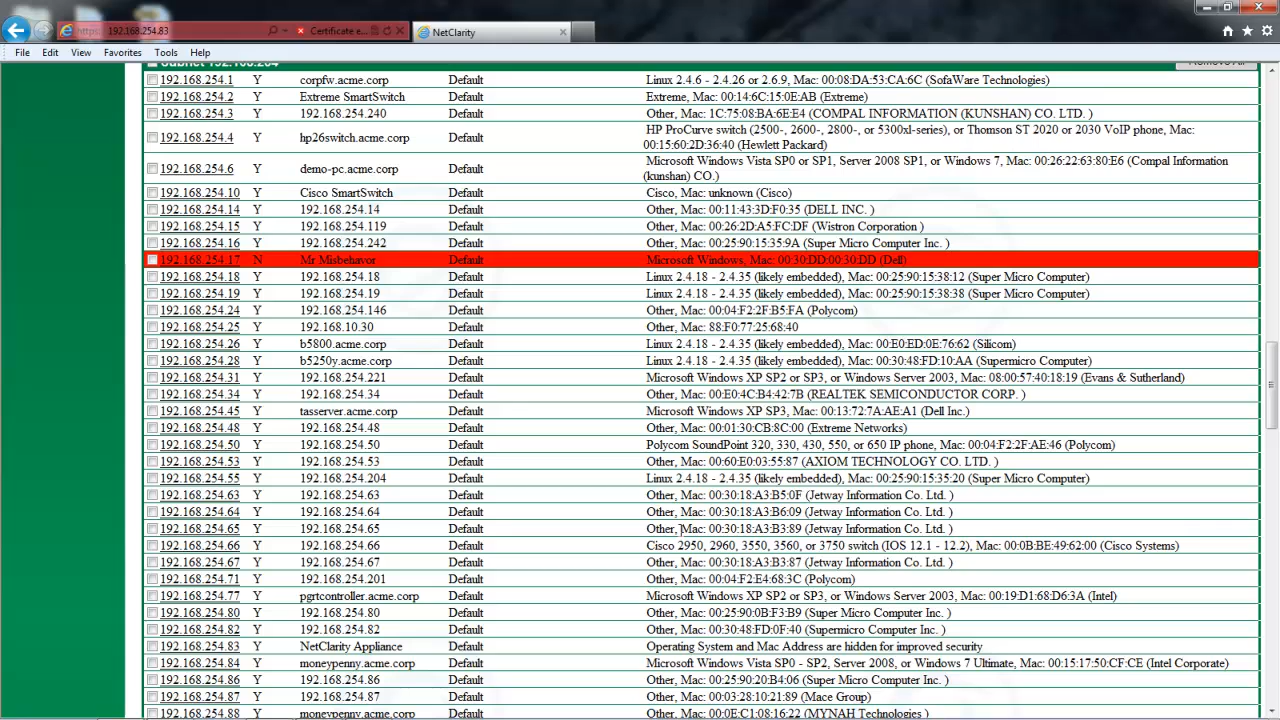 192.168.254.83
Certificate e...
NetClarity
File Edit View Favorites Tools Help
Subnet 192.168.254
Remove All
192.168.254.1 Y corpfw.acme.corp Default Linux 2.4.6 - 2.4.26 or 2.6.9, Mac: 00:08:DA:53:CA:6C (SofaWare Technologies)
192.168.254.2 Y Extreme SmartSwitch Default Extreme, Mac: 00:14:6C:15:0E:AB (Extreme)
192.168.254.3 Y 192.168.254.240 Default Other, Mac: 1C:75:08:BA:6E:E4 (COMPAL INFORMATION (KUNSHAN) CO. LTD. )
192.168.254.4 Y hp26switch.acme.corp Default HP ProCurve switch (2500-, 2600-, 2800-, or 5300xl-series), or Thomson ST 2020 or 2030 VoIP phone, Mac:
00:15:60:2D:36:40 (Hewlett Packard)
192.168.254.6 Y demo-pc.acme.corp Default Microsoft Windows Vista SP0 or SP1, Server 2008 SP1, or Windows 7, Mac: 00:26:22:63:80:E6 (Compal Information
(kunshan) CO.)
192.168.254.10 Y Cisco SmartSwitch Default Cisco, Mac: unknown (Cisco)
192.168.254.14 Y 192.168.254.14 Default Other, Mac: 00:11:43:3D:F0:35 (DELL INC. )
192.168.254.15 Y 192.168.254.119 Default Other, Mac: 00:26:2D:A5:FC:DF (Wistron Corporation )
192.168.254.16 Y 192.168.254.242 Default Other, Mac: 00:25:90:15:35:9A (Super Micro Computer Inc. )
192.168.254.17 N Mr Misbehavor Default Microsoft Windows, Mac: 00:30:DD:00:30:DD (Dell)
192.168.254.18 Y 192.168.254.18 Default Linux 2.4.18 - 2.4.35 (likely embedded), Mac: 00:25:90:15:38:12 (Super Micro Computer)
192.168.254.19 Y 192.168.254.19 Default Linux 2.4.18 - 2.4.35 (likely embedded), Mac: 00:25:90:15:38:38 (Super Micro Computer)
192.168.254.24 Y 192.168.254.146 Default Other, Mac: 00:04:F2:2F:B5:FA (Polycom)
192.168.254.25 Y 192.168.10.30 Default Other, Mac: 88:F0:77:25:68:40
192.168.254.26 Y b5800.acme.corp Default Linux 2.4.18 - 2.4.35 (likely embedded), Mac: 00:E0:ED:0E:76:62 (Silicom)
192.168.254.28 Y b5250v.acme.corp Default Linux 2.4.18 - 2.4.35 (likely embedded), Mac: 00:30:48:FD:10:AA (Supermicro Computer)
192.168.254.31 Y 192.168.254.221 Default Microsoft Windows XP SP2 or SP3, or Windows Server 2003, Mac: 08:00:57:40:18:19 (Evans & Sutherland)
192.168.254.34 Y 192.168.254.34 Default Other, Mac: 00:E0:4C:B4:42:7B (REALTEK SEMICONDUCTOR CORP. )
192.168.254.45 Y tasserver.acme.corp Default Microsoft Windows XP SP3, Mac: 00:13:72:7A:AE:A1 (Dell Inc.)
192.168.254.48 Y 192.168.254.48 Default Other, Mac: 00:01:30:CB:8C:00 (Extreme Networks)
192.168.254.50 Y 192.168.254.50 Default Polycom SoundPoint 320, 330, 430, 550, or 650 IP phone, Mac: 00:04:F2:2F:AE:46 (Polycom)
192.168.254.53 Y 192.168.254.53 Default Other, Mac: 00:60:E0:03:55:87 (AXIOM TECHNOLOGY CO. LTD. )
192.168.254.55 Y 192.168.254.204 Default Linux 2.4.18 - 2.4.35 (likely embedded), Mac: 00:25:90:15:35:20 (Super Micro Computer)
192.168.254.63 Y 192.168.254.63 Default Other, Mac: 00:30:18:A3:B5:0F (Jetway Information Co. Ltd. )
192.168.254.64 Y 192.168.254.64 Default Other, Mac: 00:30:18:A3:B6:09 (Jetway Information Co. Ltd. )
192.168.254.65 Y 192.168.254.65 Default Other, Mac: 00:30:18:A3:B3:89 (Jetway Information Co. Ltd. )
192.168.254.66 Y 192.168.254.66 Default Cisco 2950, 2960, 3550, 3560, or 3750 switch (IOS 12.1 - 12.2), Mac: 00:0B:BE:49:62:00 (Cisco Systems)
192.168.254.67 Y 192.168.254.67 Default Other, Mac: 00:30:18:A3:B3:87 (Jetway Information Co. Ltd. )
192.168.254.71 Y 192.168.254.201 Default Other, Mac: 00:04:F2:E4:68:3C (Polycom)
192.168.254.77 Y pgrtcontroller.acme.corp Default Microsoft Windows XP SP2 or SP3, or Windows Server 2003, Mac: 00:19:D1:68:D6:3A (Intel)
192.168.254.80 Y 192.168.254.80 Default Other, Mac: 00:25:90:0B:F3:B9 (Super Micro Computer Inc. )
192.168.254.82 Y 192.168.254.82 Default Other, Mac: 00:30:48:FD:0F:40 (Supermicro Computer Inc. )
192.168.254.83 Y NetClarity Appliance Default Operating System and Mac Address are hidden for improved security
192.168.254.84 Y moneypenny.acme.corp Default Microsoft Windows Vista SP0 - SP2, Server 2008, or Windows 7 Ultimate, Mac: 00:15:17:50:CF:CE (Intel Corporate)
192.168.254.86 Y 192.168.254.86 Default Other, Mac: 00:25:90:20:B4:06 (Super Micro Computer Inc. )
192.168.254.87 Y 192.168.254.87 Default Other, Mac: 00:03:28:10:21:89 (Mace Group)
192.168.254.88 Y moneypenny.acme.corp Default Other, Mac: 00:0E:C1:08:16:22 (MYNAH Technologies )